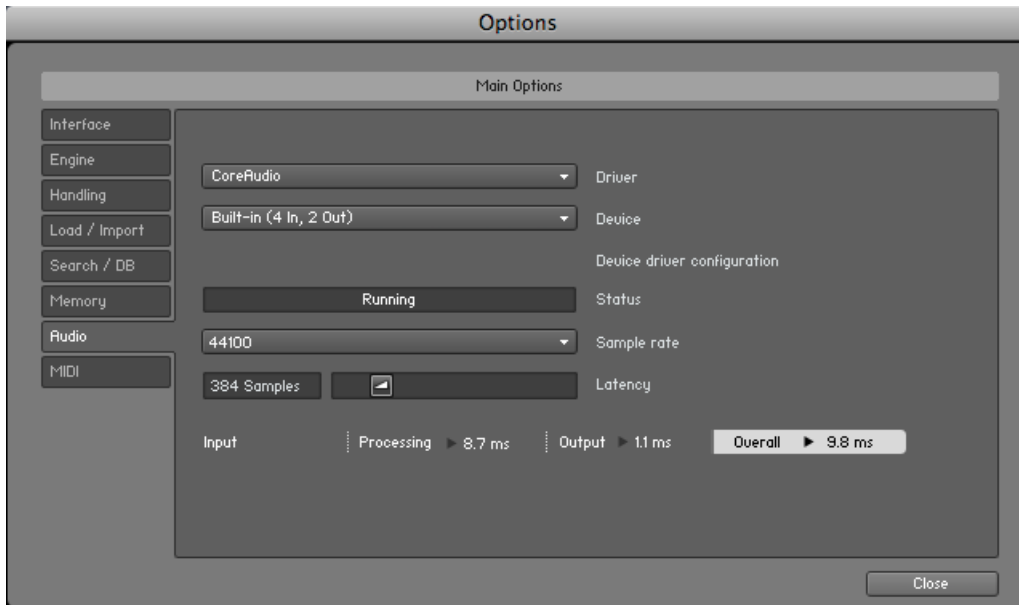 Options
Main Options
Interface
Engine
Handling
Load / Import
Search / DB
Memory
Audio
MIDI
CoreAudio Driver
Built-in (4 In, 2 Out) Device
Device driver configuration
Running Status
44100 Sample rate
384 Samples Latency
Input Processing 8.7 ms Output 1.1 ms Overall 9.8 ms
Close